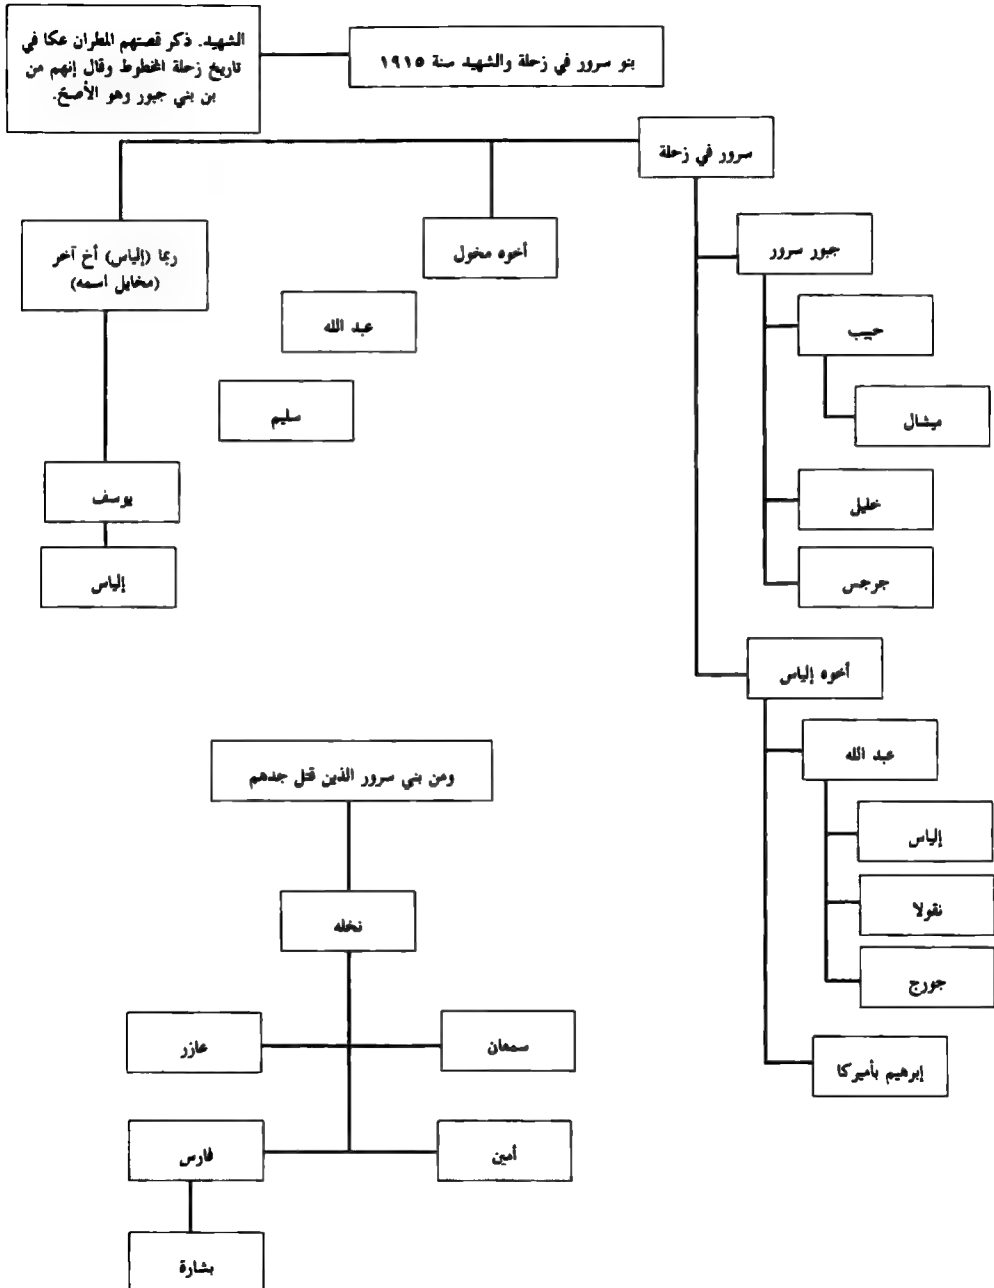 بنو سرور في زحلة والشهيد سنة ١٩١٥
الشهيد. ذكر قصتهم المطران عكا في
تاريخ زحلة المخطوط وقال إنهم من
بن بني جبور وهو الأصحّ.
سرور في زحلة
جبور سرور
حبيب
ميشال
خليل
جرجس
أخوه إلياس
عبد الله
إلياس
نقولا
جورج
إبرهيم بأميركا
أخوه مخول
عبد الله
سليم
ربما (إلياس) أخ آخر
(مخايل اسمه)
يوسف
إلياس
ومن بني سرور الذين قتل جدهم
نخله
سمعان
عازر
أمين
فارس
بشارة